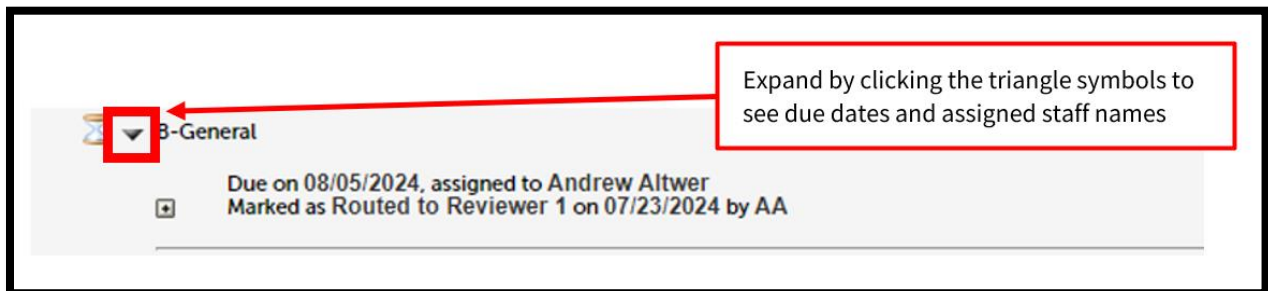 Expand by clicking the triangle symbols to
see due dates and assigned staff names
B-General
Due on 08/05/2024, assigned to Andrew Altwer
Marked as Routed to Reviewer 1 on 07/23/2024 by AA